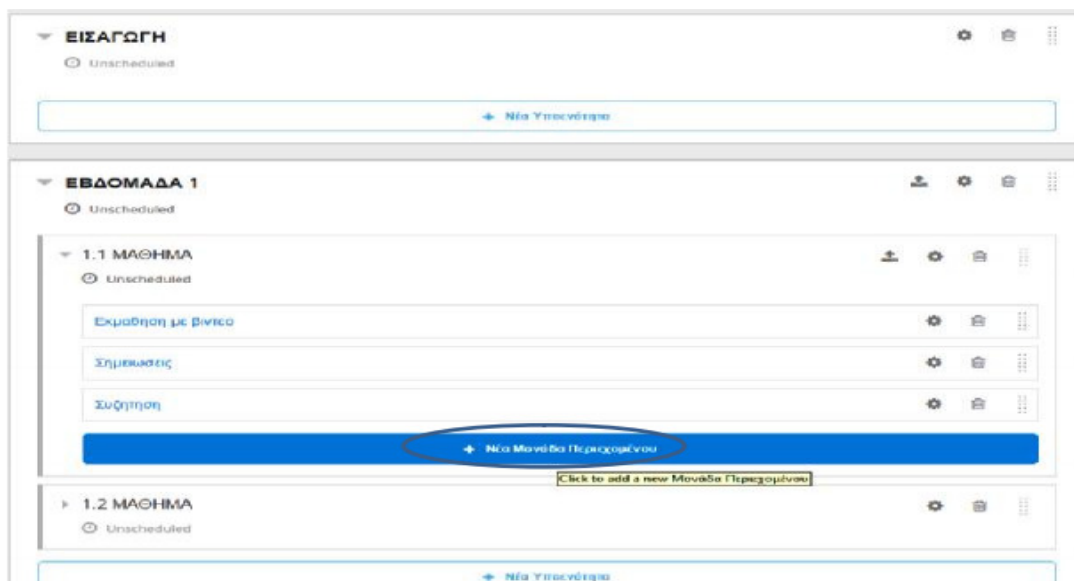 ΕΙΣΑΓΩΓΗ
Unscheduled
+ Νέα Υποενότητα
ΕΒΔΟΜΑΔΑ 1
Unscheduled
1.1 ΜΑΘΗΜΑ
Unscheduled
Εκμαθηση με βιντεο
Σημειωσεις
Συζητηση
+ Νέα Μονάδα Περιεχομένου
Click to add a new Μονάδα Περιεχομένου
1.2 ΜΑΘΗΜΑ
Unscheduled
+ Νέα Υποενότητα